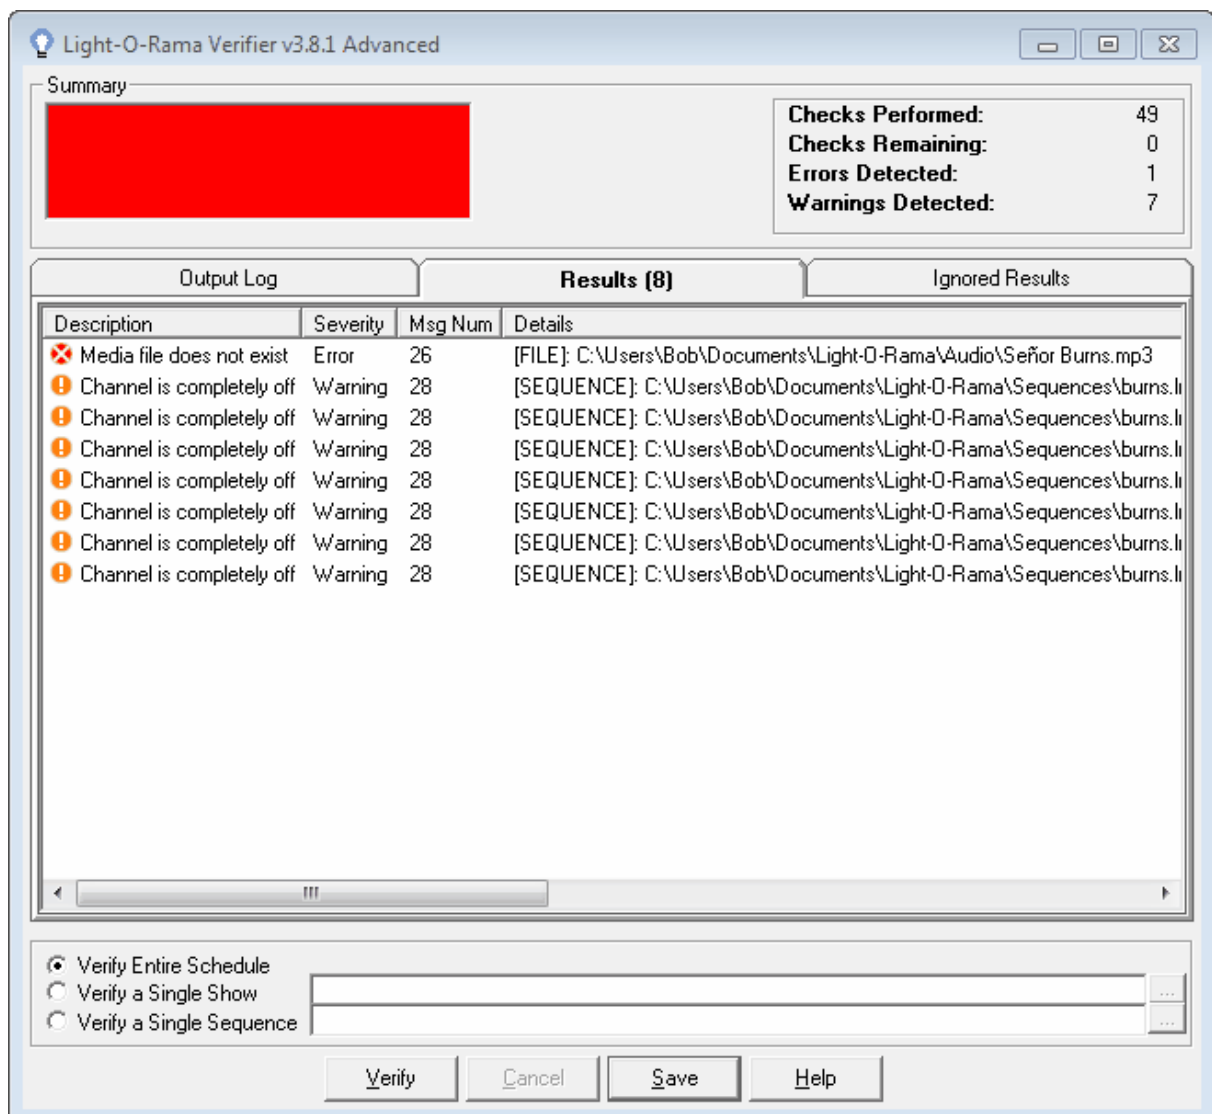 Light-O-Rama Verifier v3.8.1 Advanced
Summary
Checks Performed: 49
Checks Remaining: 0
Errors Detected: 1
Warnings Detected: 7
Output Log Results (8) Ignored Results
Description Severity Msg Num Details
Media file does not exist Error 26 [FILE]: C:\Users\Bob\Documents\Light-O-Rama\Audio\Señor Burns.mp3
Channel is completely off Warning 28 [SEQUENCE]: C:\Users\Bob\Documents\Light-O-Rama\Sequences\burns.l
Channel is completely off Warning 28 [SEQUENCE]: C:\Users\Bob\Documents\Light-O-Rama\Sequences\burns.l
Channel is completely off Warning 28 [SEQUENCE]: C:\Users\Bob\Documents\Light-O-Rama\Sequences\burns.l
Channel is completely off Warning 28 [SEQUENCE]: C:\Users\Bob\Documents\Light-O-Rama\Sequences\burns.l
Channel is completely off Warning 28 [SEQUENCE]: C:\Users\Bob\Documents\Light-O-Rama\Sequences\burns.l
Channel is completely off Warning 28 [SEQUENCE]: C:\Users\Bob\Documents\Light-O-Rama\Sequences\burns.l
Channel is completely off Warning 28 [SEQUENCE]: C:\Users\Bob\Documents\Light-O-Rama\Sequences\burns.l
Verify Entire Schedule
Verify a Single Show ...
Verify a Single Sequence ...
Verify Cancel Save Help